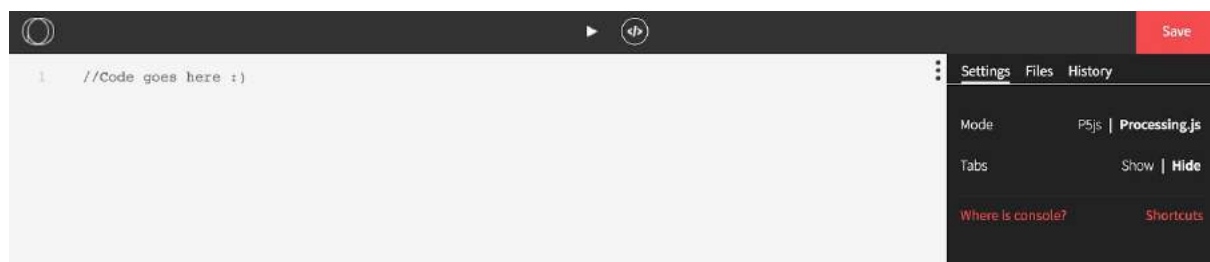 </>
Save
1 //Code goes here :)
Settings Files History
Mode P5js | Processing.js
Tabs Show | Hide
Where is console? Shortcuts